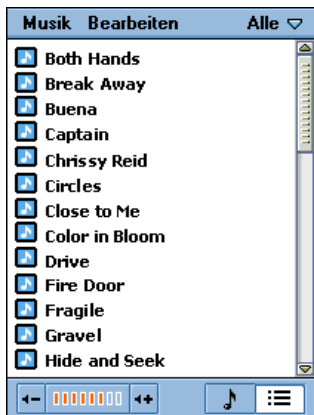 Musik Bearbeiten Alle
Both Hands
Break Away
Buena
Captain
Chrissy Reid
Circles
Close to Me
Color in Bloom
Drive
Fire Door
Fragile
Gravel
Hide and Seek